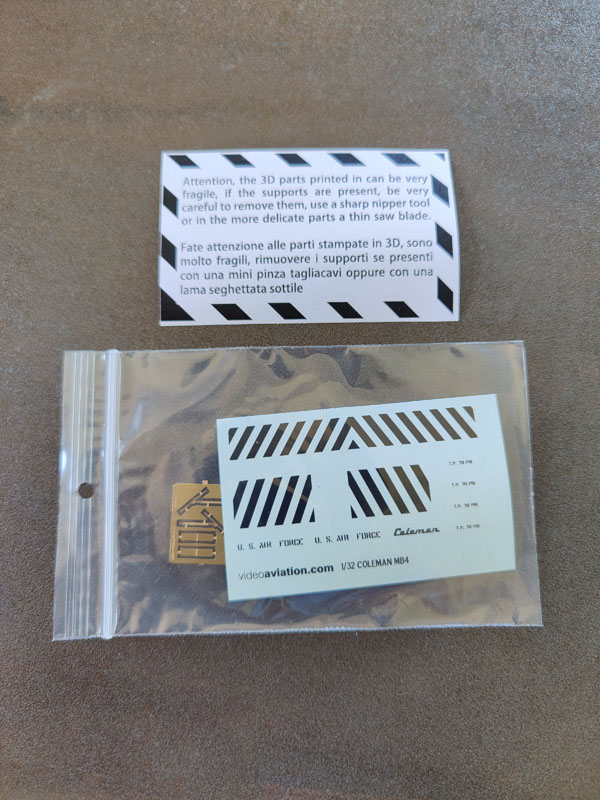 Attention, the 3D parts printed in can be very
fragile, if the supports are present, be very
careful to remove them, use a sharp nipper tool
or in the more delicate parts a thin saw blade.
Fate attenzione alle parti stampate in 3D, sono
molto fragili, rimuovere i supporti se presenti
con una mini pinza tagliacavi oppure con una
lama seghettata sottile
U. S. AIR FORCE U. S. AIR FORCE Coleman
videoaviation.com 1/32 COLEMAN MB4